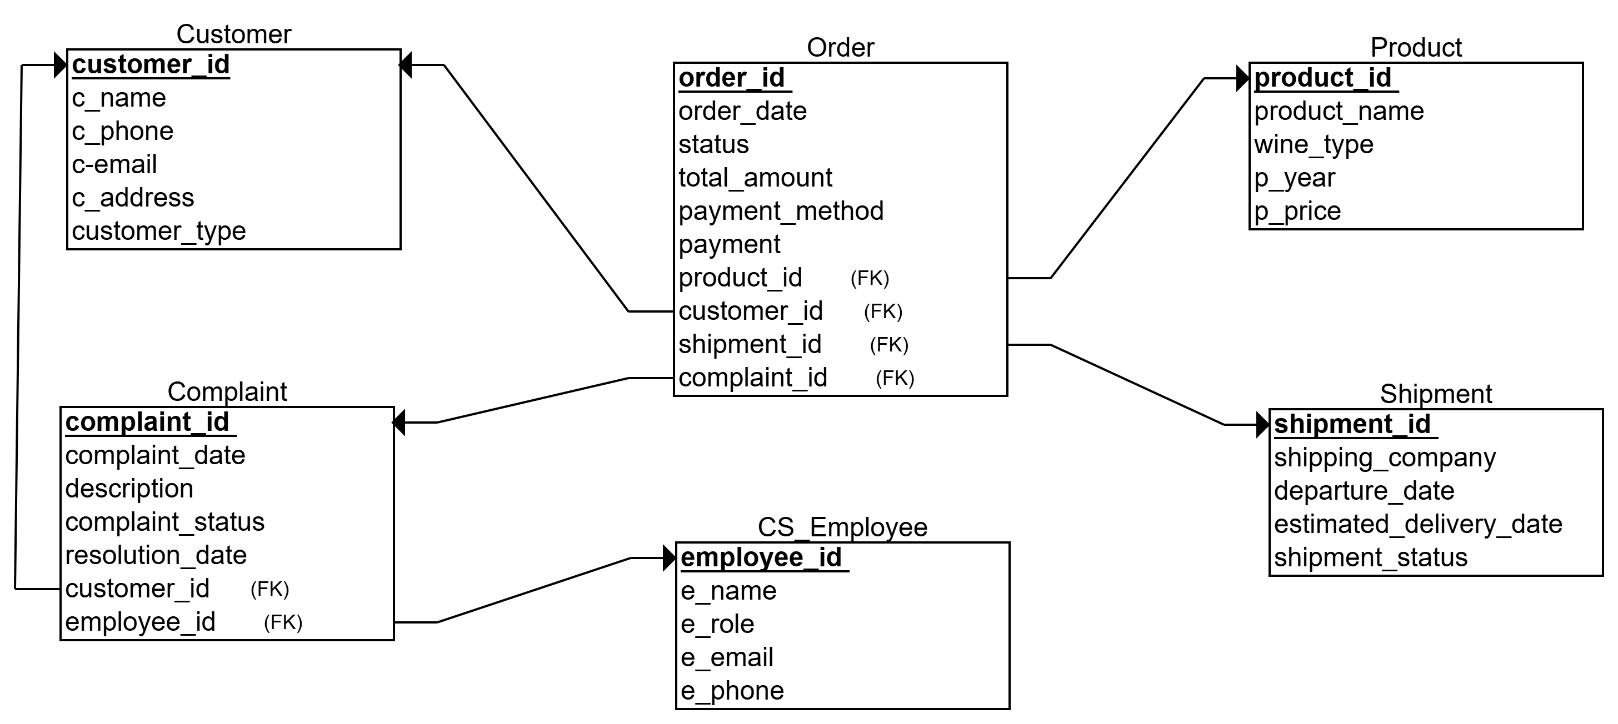 Customer
customer_id
c_name
c_phone
c-email
c_address
customer_type
Order
order_id
order_date
status
total_amount
payment_method
payment
product_id (FK)
customer_id (FK)
shipment_id (FK)
complaint_id (FK)
Product
product_id
product_name
wine_type
p_year
p_price
Complaint
complaint_id
complaint_date
description
complaint_status
resolution_date
customer_id (FK)
employee_id (FK)
CS_Employee
employee_id
e_name
e_role
e_email
e_phone
Shipment
shipment_id
shipping_company
departure_date
estimated_delivery_date
shipment_status